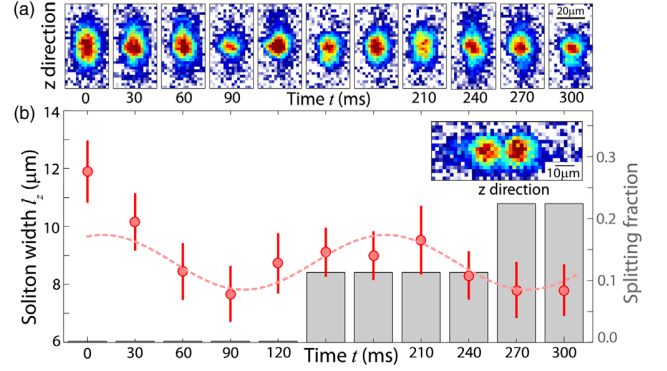 (a)
z direction
20μm
0 30 60 90 Time t (ms) 210 240 270 300
(b)
14
12
10
8
6
Soliton width l_z (μm)
10μm
z direction
0.3
0.2
0.1
0.0
Splitting fraction
0 30 60 90 120 Time t (ms) 210 240 270 300